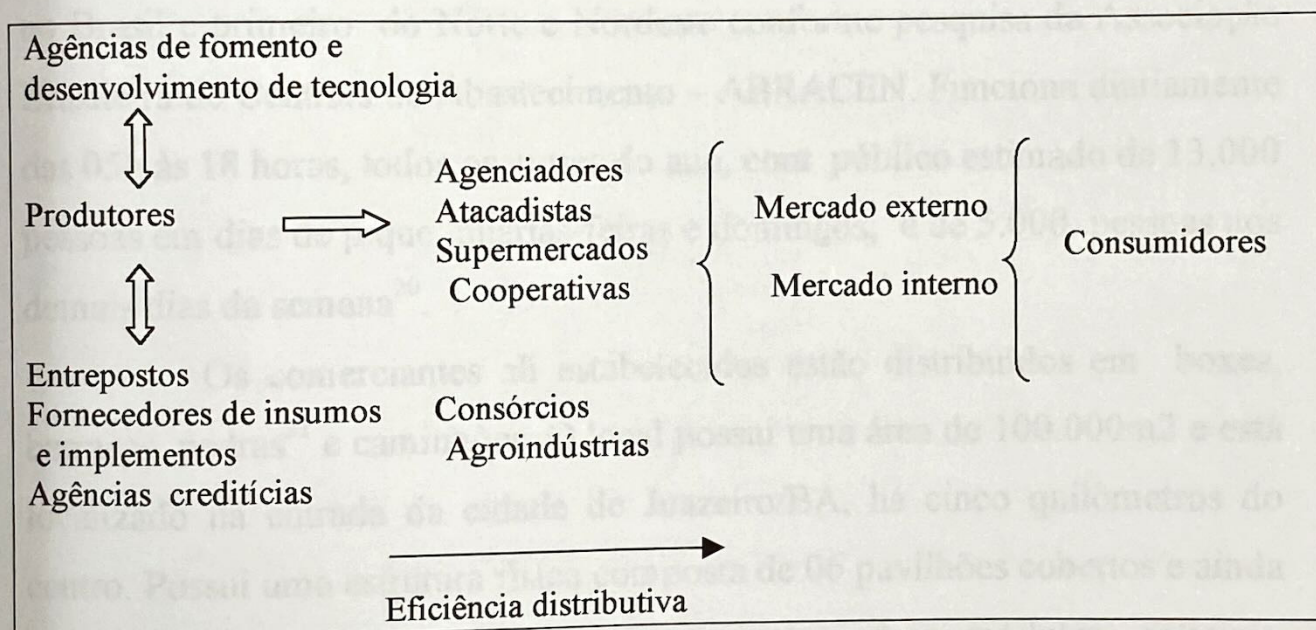 Agências de fomento e
desenvolvimento de tecnologia
Produtores
Entrepostos
Fornecedores de insumos
e implementos
Agências creditícias
Agenciadores
Atacadistas
Supermercados
Cooperativas
Consórcios
Agroindústrias
Mercado externo
Mercado interno
Consumidores
Eficiência distributiva